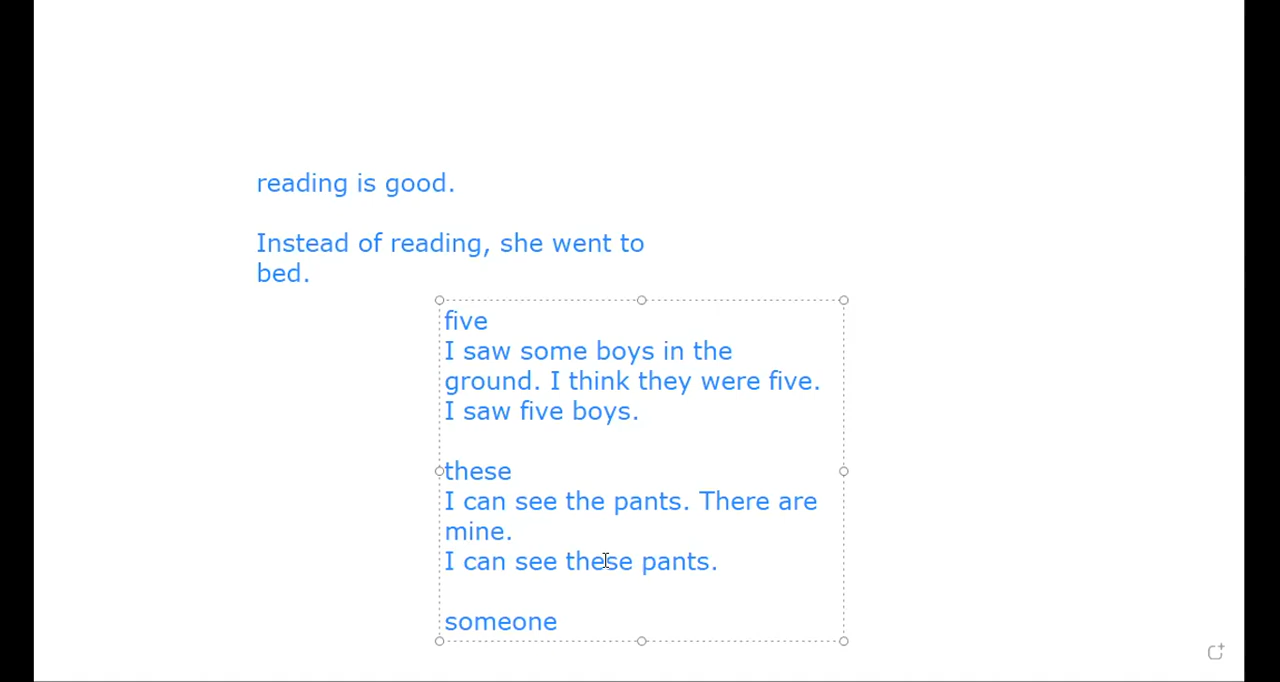 reading is good.
Instead of reading, she went to
bed.
five
I saw some boys in the
ground. I think they were five.
I saw five boys.
these
I can see the pants. There are
mine.
I can see these pants.
someone